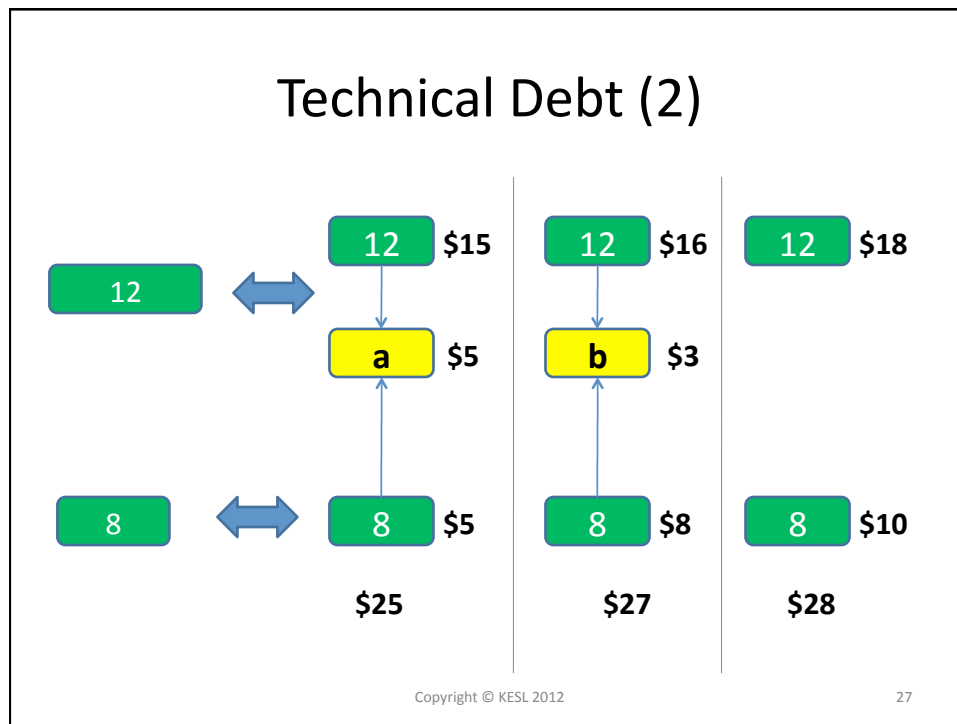 Technical Debt (2)
12 $15 12 $16 12 $18
12
a $5 b $3
8 8 $5 8 $8 8 $10
$25 $27 $28
Copyright © KESL 2012 27